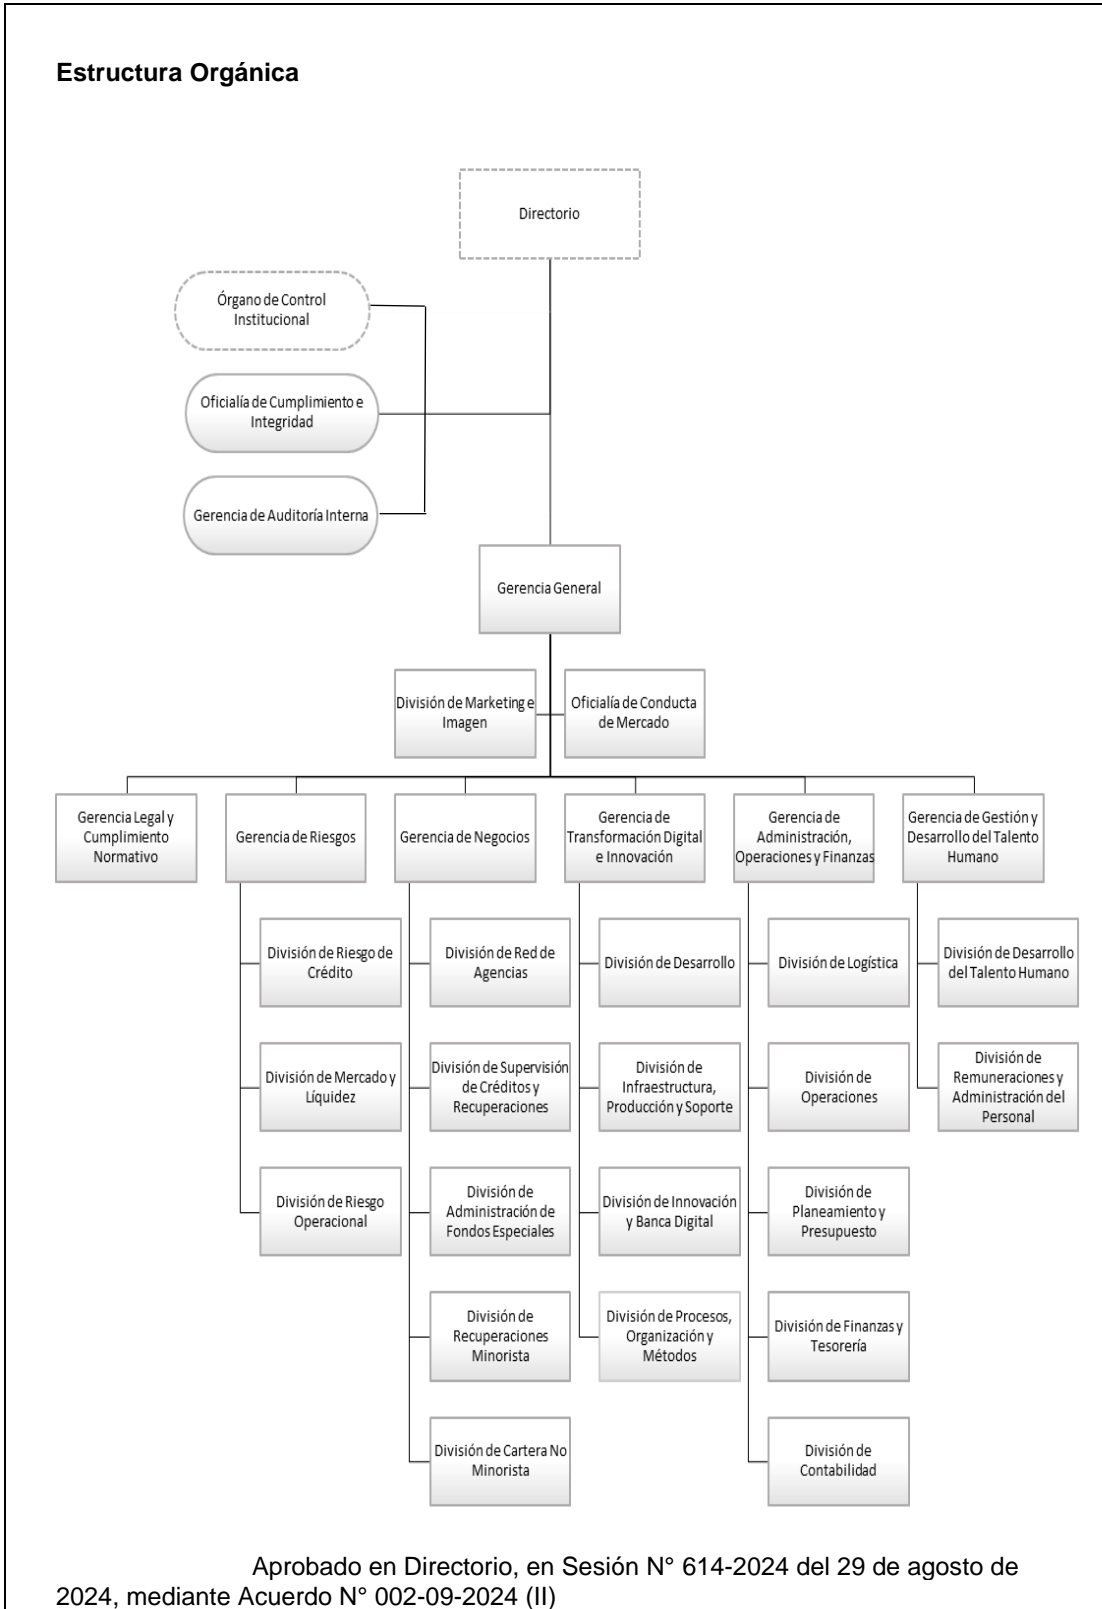 Estructura Orgánica
Directorio
Órgano de Control
Institucional
Oficialía de Cumplimiento e
Integridad
Gerencia de Auditoría Interna
Gerencia General
División de Marketing e
Imagen
Oficialía de Conducta
de Mercado
Gerencia Legal y
Cumplimiento
Normativo
Gerencia de Riesgos
Gerencia de Negocios
Gerencia de
Transformación Digital
e Innovación
Gerencia de
Administración,
Operaciones y Finanzas
Gerencia de Gestión y
Desarrollo del Talento
Humano
División de Riesgo de
Crédito
División de Mercado y
Líquidez
División de Riesgo
Operacional
División de Red de
Agencias
División de Supervisión
de Créditos y
Recuperaciones
División de
Administración de
Fondos Especiales
División de
Recuperaciones
Minorista
División de Cartera No
Minorista
División de Desarrollo
División de
Infraestructura,
Producción y Soporte
División de Innovación
y Banca Digital
División de Procesos,
Organización y
Métodos
División de Logística
División de
Operaciones
División de
Planeamiento y
Presupuesto
División de Finanzas y
Tesorería
División de
Contabilidad
División de Desarrollo
del Talento Humano
División de
Remuneraciones y
Administración del
Personal
Aprobado en Directorio, en Sesión N° 614-2024 del 29 de agosto de
2024, mediante Acuerdo N° 002-09-2024 (II)